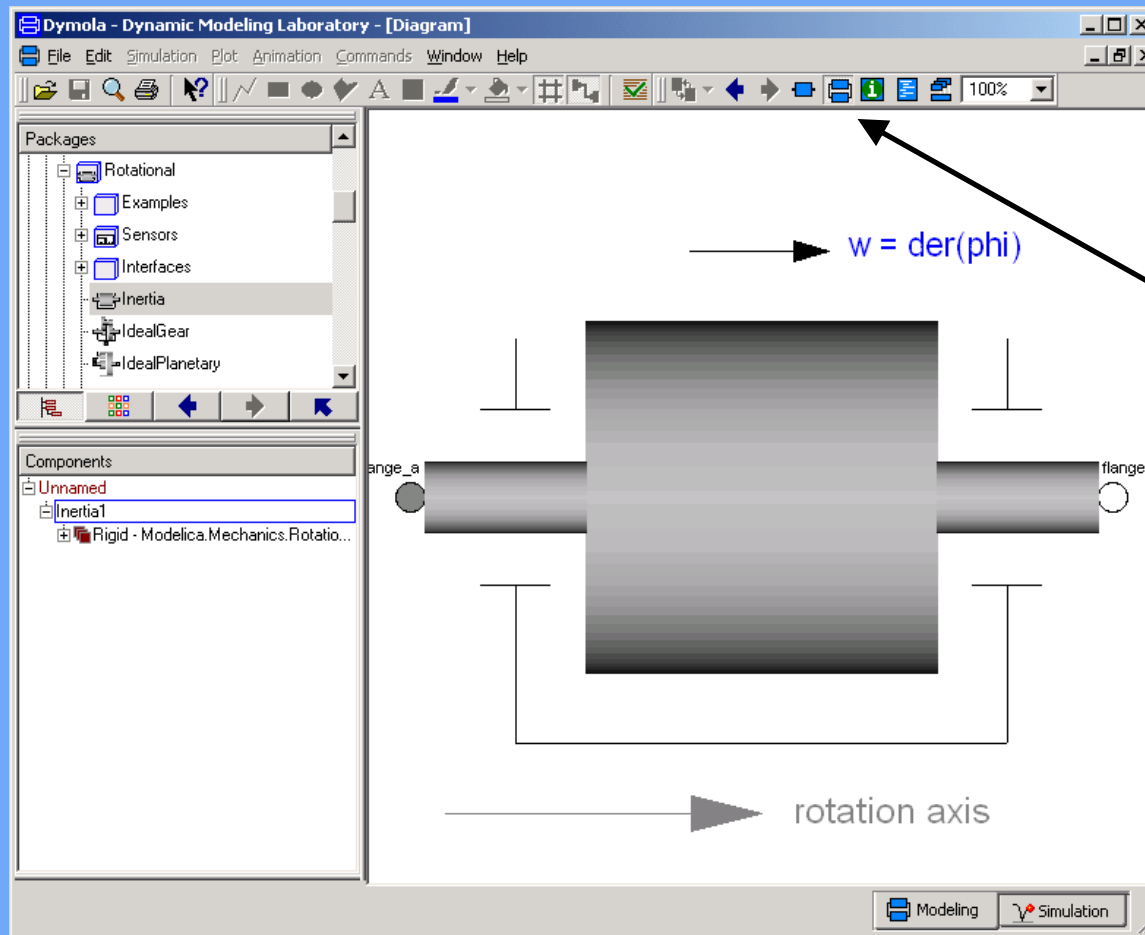 Dymola - Dynamic Modeling Laboratory - [Diagram]
File Edit Simulation Plot Animation Commands Window Help
A 100%
Packages
Rotational
Examples
Sensors
Interfaces
Inertia
IdealGear
IdealPlanetary
Components
Unnamed
Inertia1
Rigid - Modelica.Mechanics.Rotatio...
w = der(phi)
ange_a
flange
rotation axis
Modeling Simulation